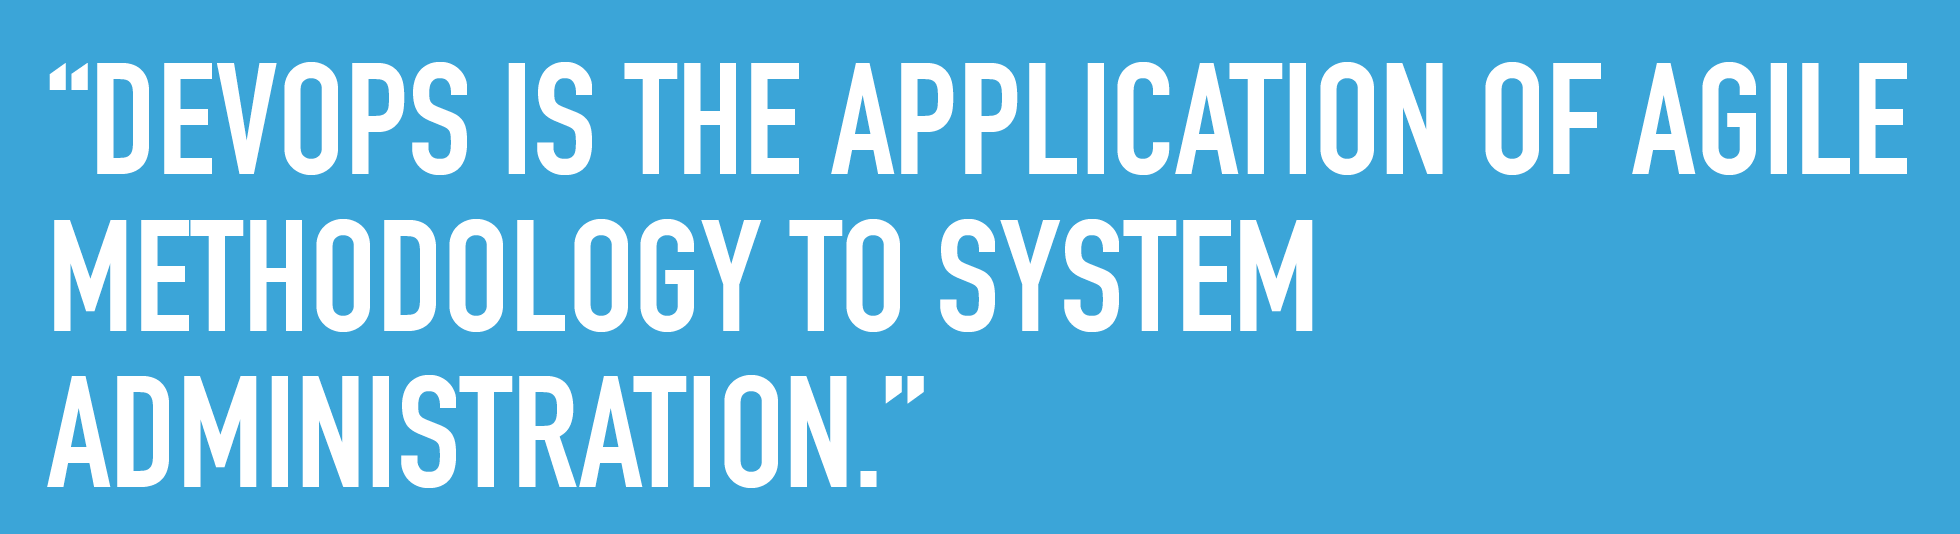 “DEVOPS IS THE APPLICATION OF AGILE
METHODOLOGY TO SYSTEM
ADMINISTRATION.”